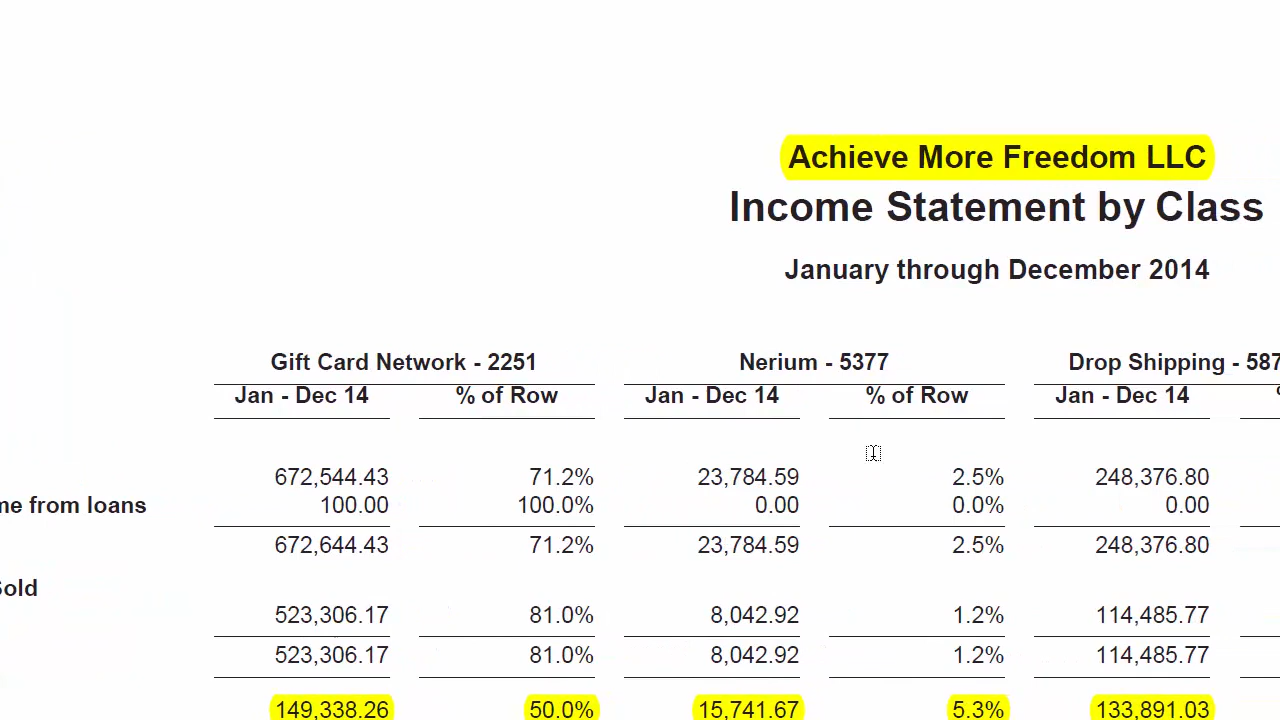 Achieve More Freedom LLC
Income Statement by Class
January through December 2014
Gift Card Network - 2251 Nerium - 5377 Drop Shipping - 587
Jan - Dec 14 % of Row Jan - Dec 14 % of Row Jan - Dec 14 %
672,544.43 71.2% 23,784.59 2.5% 248,376.80
me from loans 100.00 100.0% 0.00 0.0% 0.00
672,644.43 71.2% 23,784.59 2.5% 248,376.80
Sold
523,306.17 81.0% 8,042.92 1.2% 114,485.77
523,306.17 81.0% 8,042.92 1.2% 114,485.77
149,338.26 50.0% 15,741.67 5.3% 133,891.03